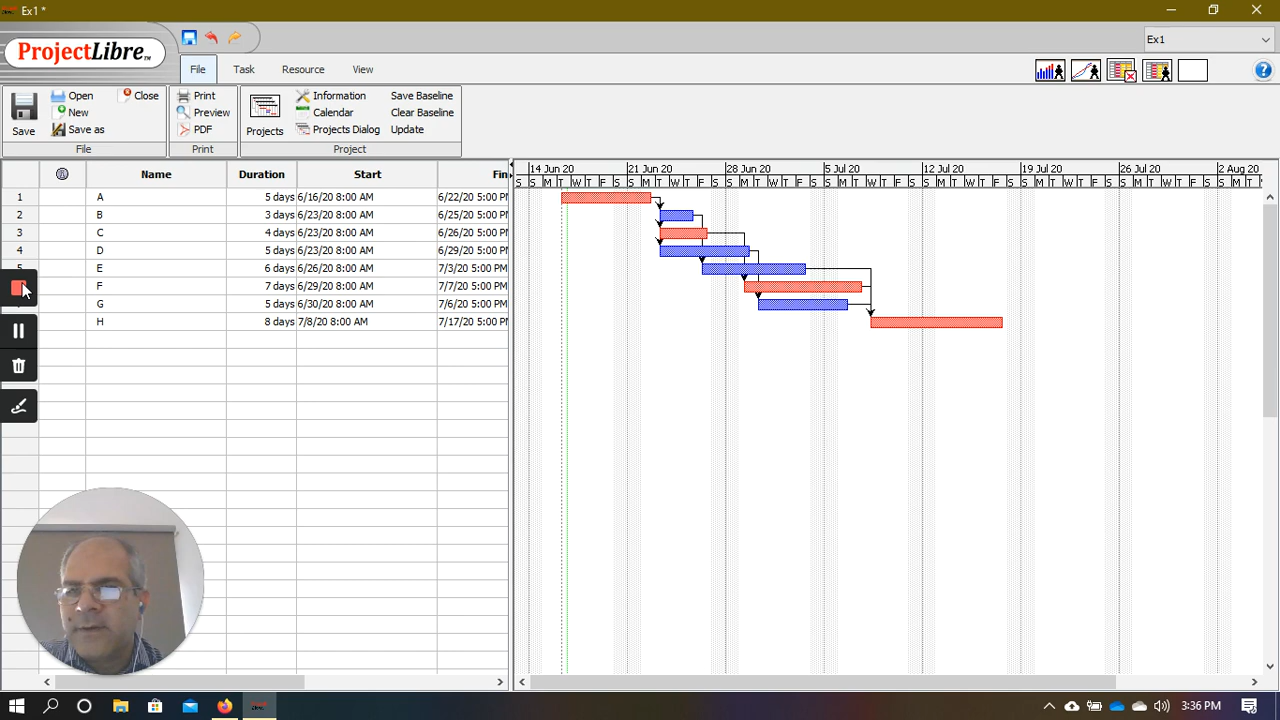 Ex1 *
ProjectLibre™
Ex1
File Task Resource View
Save
Open
New
Save as
Close
File
Print
Preview
PDF
Print
Projects
Information
Calendar
Projects Dialog
Save Baseline
Clear Baseline
Update
Project
Name Duration Start Fin
14 Jun 20 21 Jun 20 28 Jun 20 5 Jul 20 12 Jul 20 19 Jul 20 26 Jul 20 2 Aug 20
S S M T W T F S S M T W T F S S M T W T F S S M T W T F S S M T W T F S S M T W T F S S M T W T F S S M T
1 A 5 days 6/16/20 8:00 AM 6/22/20 5:00 PM
2 B 3 days 6/23/20 8:00 AM 6/25/20 5:00 PM
3 C 4 days 6/23/20 8:00 AM 6/26/20 5:00 PM
4 D 5 days 6/23/20 8:00 AM 6/29/20 5:00 PM
5 E 6 days 6/26/20 8:00 AM 7/3/20 5:00 PM
F 7 days 6/29/20 8:00 AM 7/7/20 5:00 PM
G 5 days 6/30/20 8:00 AM 7/6/20 5:00 PM
8 H 8 days 7/8/20 8:00 AM 7/17/20 5:00 PM
3:36 PM